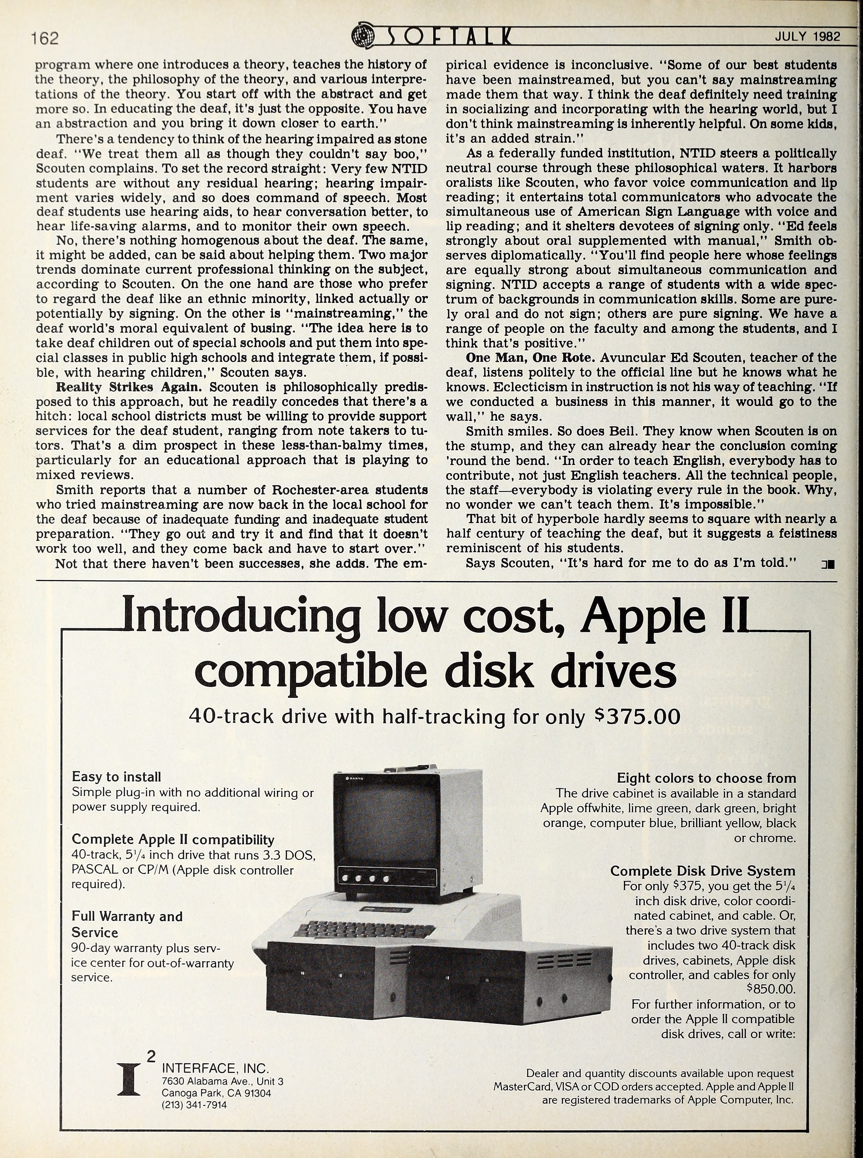 162
SOFTALK
JULY 1982
program where one introduces a theory, teaches the history of
the theory, the philosophy of the theory, and various interpre-
tations of the theory. You start off with the abstract and get
more so. In educating the deaf, it's just the opposite. You have
an abstraction and you bring it down closer to earth."
There's a tendency to think of the hearing impaired as stone
deaf. "We treat them all as though they couldn't say boo,"
Scouten complains. To set the record straight: Very few NTID
students are without any residual hearing; hearing impair-
ment varies widely, and so does command of speech. Most
deaf students use hearing aids, to hear conversation better, to
hear life-saving alarms, and to monitor their own speech.
No, there's nothing homogenous about the deaf. The same,
it might be added, can be said about helping them. Two major
trends dominate current professional thinking on the subject,
according to Scouten. On the one hand are those who prefer
to regard the deaf like an ethnic minority, linked actually or
potentially by signing. On the other is "mainstreaming," the
deaf world's moral equivalent of busing. "The idea here is to
take deaf children out of special schools and put them into spe-
cial classes in public high schools and integrate them, if possi-
ble, with hearing children," Scouten says.
Reality Strikes Again. Scouten is philosophically predis-
posed to this approach, but he readily concedes that there's a
hitch: local school districts must be willing to provide support
services for the deaf student, ranging from note takers to tu-
tors. That's a dim prospect in these less-than-balmy times,
particularly for an educational approach that is playing to
mixed reviews.
Smith reports that a number of Rochester-area students
who tried mainstreaming are now back in the local school for
the deaf because of inadequate funding and inadequate student
preparation. "They go out and try it and find that it doesn't
work too well, and they come back and have to start over."
Not that there haven't been successes, she adds. The em-
pirical evidence is inconclusive. "Some of our best students
have been mainstreamed, but you can't say mainstreaming
made them that way. I think the deaf definitely need training
in socializing and incorporating with the hearing world, but I
don't think mainstreaming is inherently helpful. On some kids,
it's an added strain."
As a federally funded institution, NTID steers a politically
neutral course through these philosophical waters. It harbors
oralists like Scouten, who favor voice communication and lip
reading; it entertains total communicators who advocate the
simultaneous use of American Sign Language with voice and
lip reading; and it shelters devotees of signing only. "Ed feels
strongly about oral supplemented with manual," Smith ob-
serves diplomatically. "You'll find people here whose feelings
are equally strong about simultaneous communication and
signing. NTID accepts a range of students with a wide spec-
trum of backgrounds in communication skills. Some are pure-
ly oral and do not sign; others are pure signing. We have a
range of people on the faculty and among the students, and I
think that's positive."
One Man, One Rote. Avuncular Ed Scouten, teacher of the
deaf, listens politely to the official line but he knows what he
knows. Eclecticism in instruction is not his way of teaching. "If
we conducted a business in this manner, it would go to the
wall," he says.
Smith smiles. So does Beil. They know when Scouten is on
the stump, and they can already hear the conclusion coming
'round the bend. "In order to teach English, everybody has to
contribute, not just English teachers. All the technical people,
the staff—everybody is violating every rule in the book. Why,
no wonder we can't teach them. It's impossible."
That bit of hyperbole hardly seems to square with nearly a
half century of teaching the deaf, but it suggests a feistiness
reminiscent of his students.
Says Scouten, "It's hard for me to do as I'm told."
Introducing low cost, Apple II
compatible disk drives
40-track drive with half-tracking for only $375.00
Easy to install
Simple plug-in with no additional wiring or
power supply required.
Complete Apple II compatibility
40-track, 5¼ inch drive that runs 3.3 DOS,
PASCAL or CP/M (Apple disk controller
required).
Full Warranty and
Service
90-day warranty plus serv-
ice center for out-of-warranty
service.
Eight colors to choose from
The drive cabinet is available in a standard
Apple offwhite, lime green, dark green, bright
orange, computer blue, brilliant yellow, black
or chrome.
Complete Disk Drive System
For only $375, you get the 5¼
inch disk drive, color coordi-
nated cabinet, and cable. Or,
there's a two drive system that
includes two 40-track disk
drives, cabinets, Apple disk
controller, and cables for only
$850.00.
For further information, or to
order the Apple II compatible
disk drives, call or write:
I²
INTERFACE, INC.
7630 Alabama Ave., Unit 3
Canoga Park, CA 91304
(213) 341-7914
Dealer and quantity discounts available upon request
MasterCard, VISA or COD orders accepted. Apple and Apple II
are registered trademarks of Apple Computer, Inc.